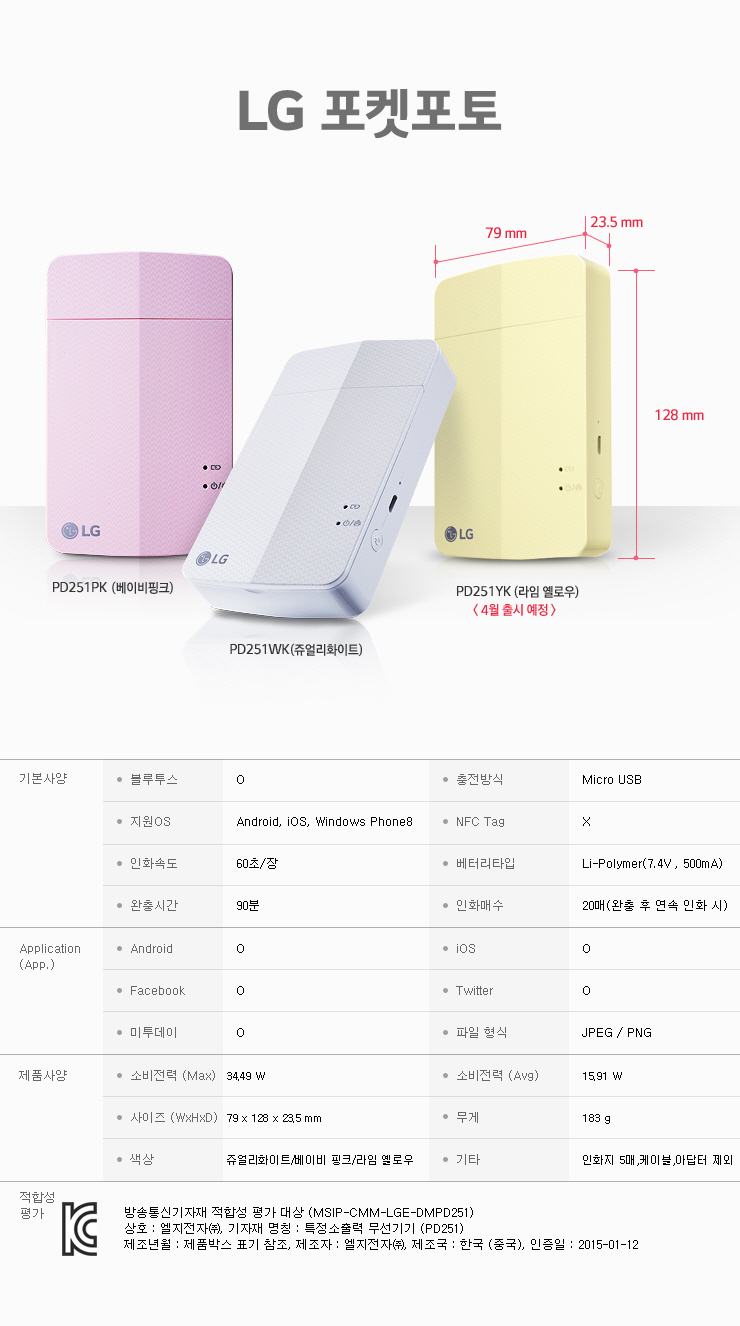 LG 포켓포토
79 mm
23.5 mm
128 mm
LG
LG
LG
PD251PK (베이비핑크)
PD251YK (라임 옐로우)
< 4월 출시 예정 >
PD251WK(쥬얼리화이트)
기본사양 • 블루투스 O • 충전방식 Micro USB
• 지원OS Android, iOS, Windows Phone8 • NFC Tag X
• 인화속도 60초/장 • 베터리타입 Li-Polymer(7.4V , 500mA)
• 완충시간 90분 • 인화매수 20매(완충 후 연속 인화 시)
Application • Android O • iOS O
(App.)
• Facebook O • Twitter O
• 미투데이 O • 파일 형식 JPEG / PNG
제품사양 • 소비전력 (Max) 34.49 W • 소비전력 (Avg) 15.91 W
• 사이즈 (WxHxD) 79 x 128 x 23.5 mm • 무게 183 g
• 색상 쥬얼리화이트/베이비 핑크/라임 옐로우 • 기타 인화지 5매,케이블,아답터 제외
적합성
평가
방송통신기자재 적합성 평가 대상 (MSIP-CMM-LGE-DMPD251)
상호 : 엘지전자㈜, 기자재 명칭 : 특정소출력 무선기기 (PD251)
제조년월 : 제품박스 표기 참조, 제조자 : 엘지전자㈜, 제조국 : 한국 (중국), 인증일 : 2015-01-12